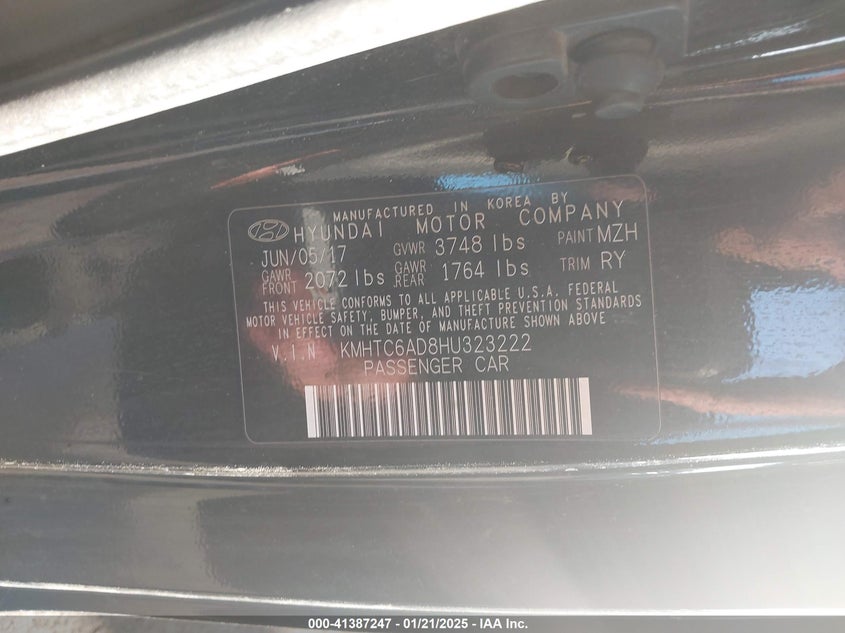 MANUFACTURED IN KOREA BY
HYUNDAI MOTOR COMPANY
JUN/05/17 GVWR 3748 lbs PAINT MZH
GAWR FRONT 2072 lbs GAWR REAR 1764 lbs TRIM RY
THIS VEHICLE CONFORMS TO ALL APPLICABLE U.S.A. FEDERAL
MOTOR VEHICLE SAFETY, BUMPER, AND THEFT PREVENTION STANDARDS
IN EFFECT ON THE DATE OF MANUFACTURE SHOWN ABOVE
V.I.N KMHTC6AD8HU323222
PASSENGER CAR
000-41387247 - 01/21/2025 - IAA Inc.